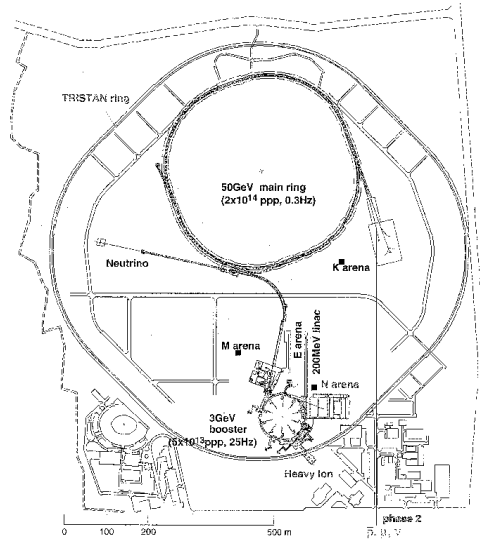 TRISTAN ring
50GeV main ring
(2x10¹⁴ ppp, 0.3Hz)
Neutrino
K arena
M arena
E arena
200MeV linac
N arena
3GeV
booster
(5x10¹³ppp, 25Hz)
Heavy Ion
phase 2
0 100 200 500 m